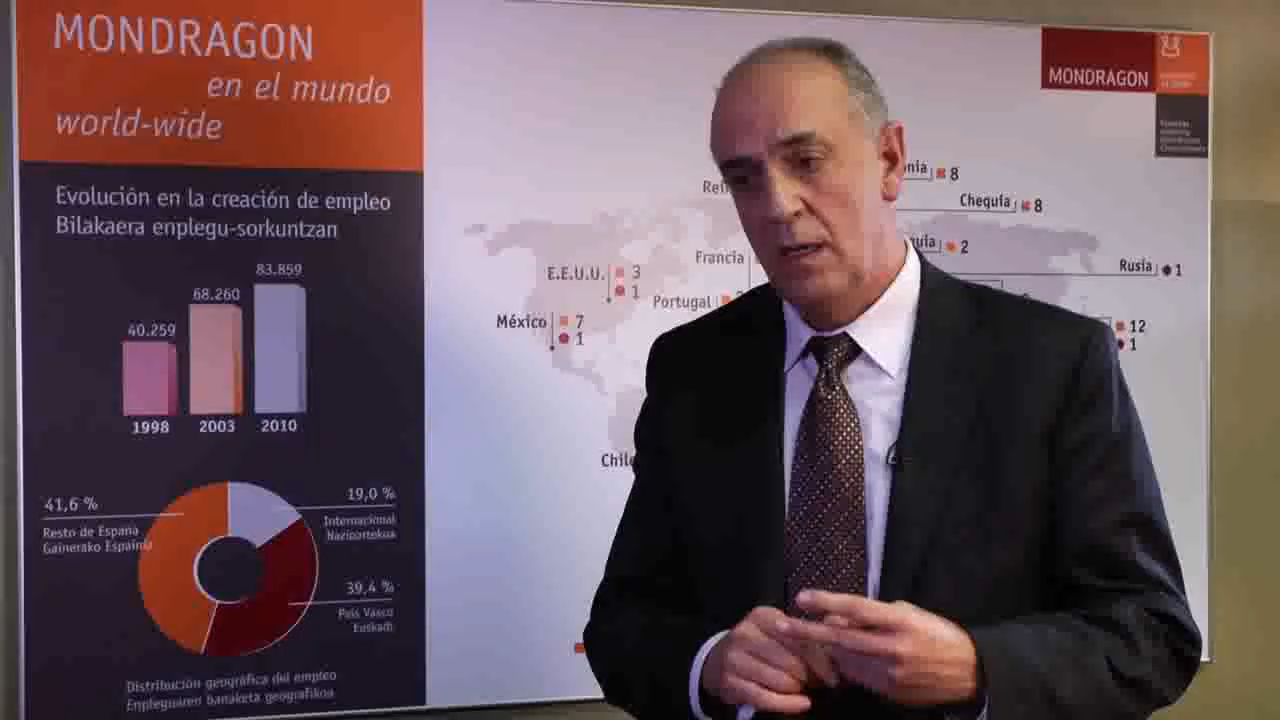 MONDRAGON
en el mundo
world-wide
Evolución en la creación de empleo
Bilakaera enplegu-sorkuntzan
83.859
68.260
40.259
1998
2003
2010
41,6 %
Resto de España
Gainerako Espainia
19,0 %
Internacional
Nazioartekoa
39,4 %
País Vasco
Euskadi
Distribución geográfica del empleo
Enpleguaren banaketa geografikoa
MONDRAGON
8
Chequía 8
2
Rusia 1
Francia
E.E.U.U. 3
1
Portugal
México 7
1
12
1